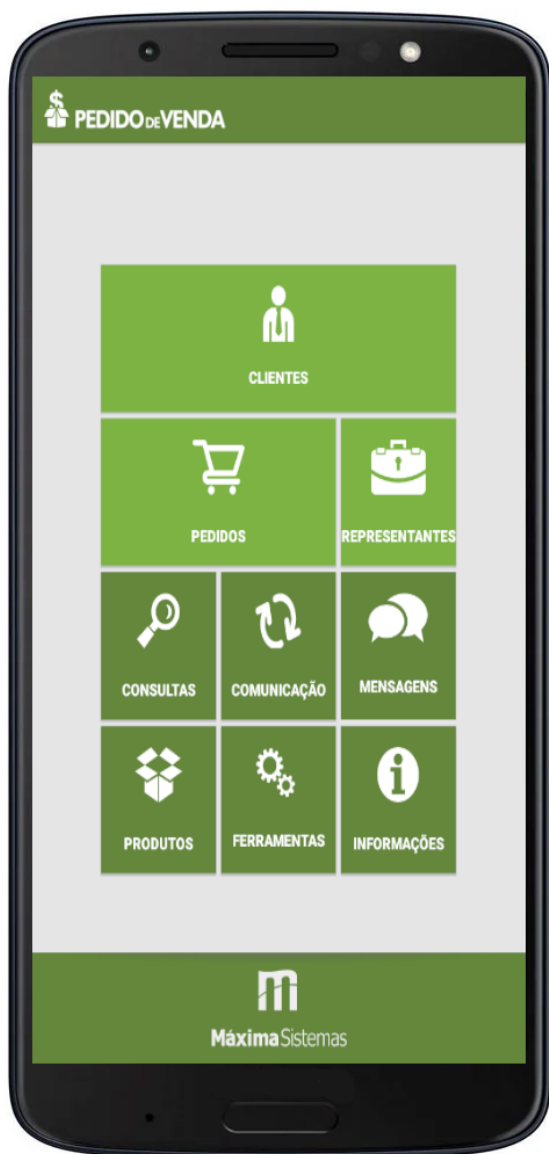 PEDIDO DE VENDA
CLIENTES
PEDIDOS
REPRESENTANTES
CONSULTAS
COMUNICAÇÃO
MENSAGENS
PRODUTOS
FERRAMENTAS
INFORMAÇÕES
Máxima Sistemas